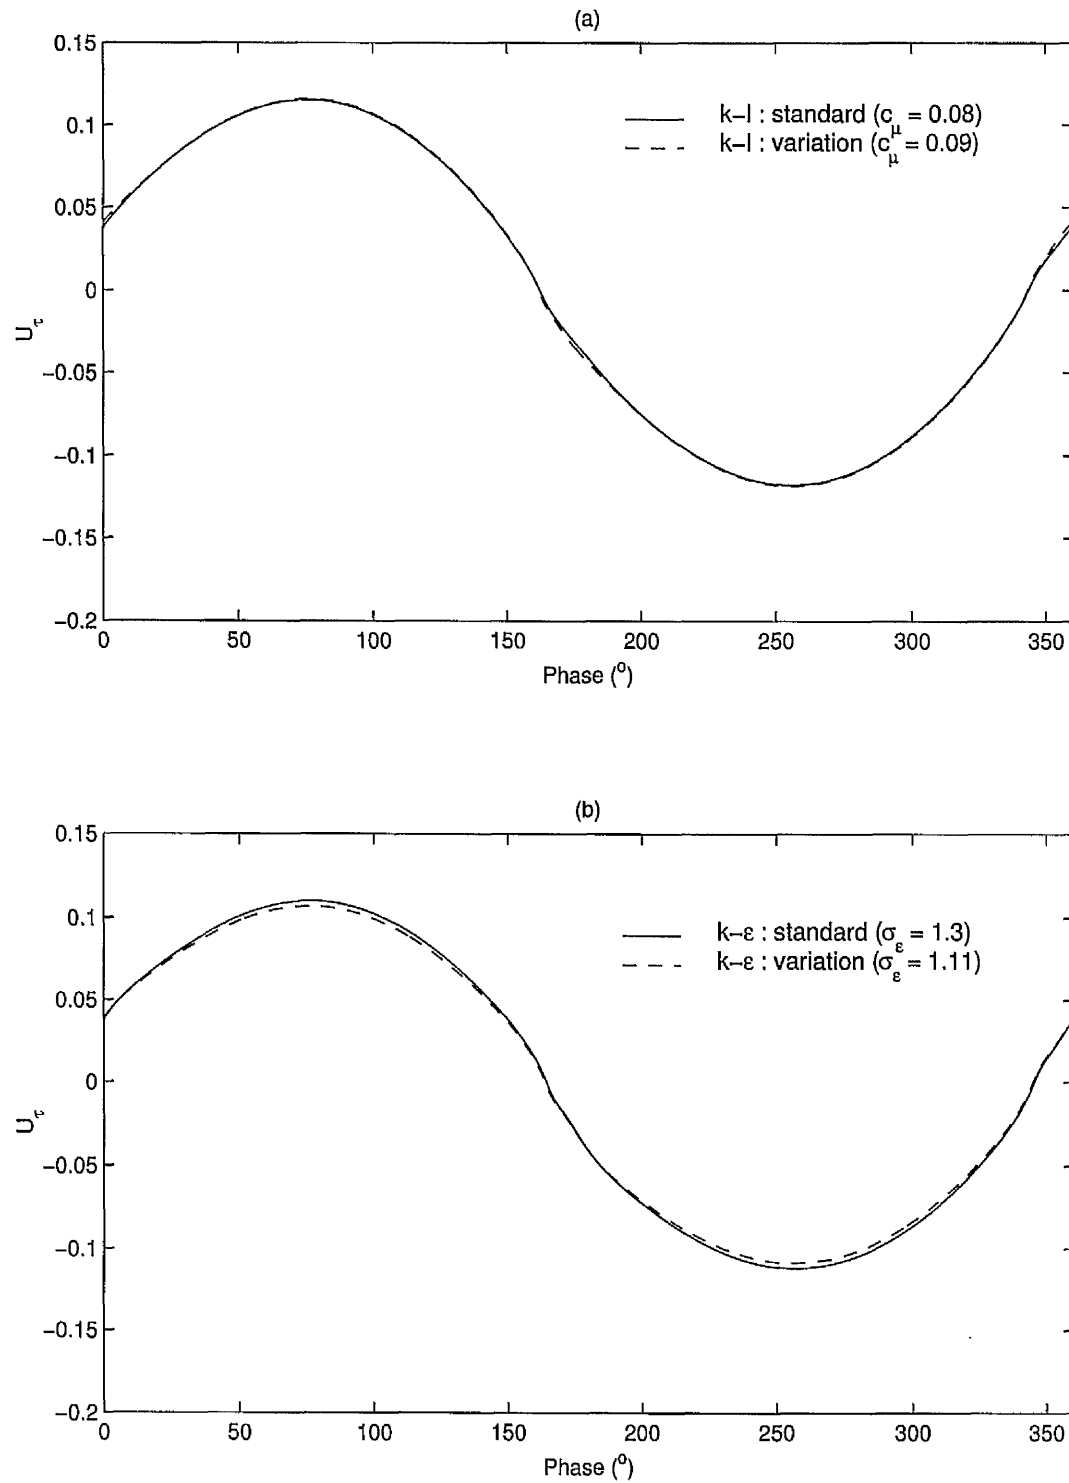 (a)
0.15
0.1
0.05
0
−0.05
−0.1
−0.15
−0.2
U_τ
k−l : standard (c_μ = 0.08)
k−l : variation (c_μ = 0.09)
0 50 100 150 200 250 300 350
Phase (°)
(b)
0.15
0.1
0.05
0
−0.05
−0.1
−0.15
−0.2
U_τ
k−ε : standard (σ_ε = 1.3)
k−ε : variation (σ_ε = 1.11)
0 50 100 150 200 250 300 350
Phase (°)